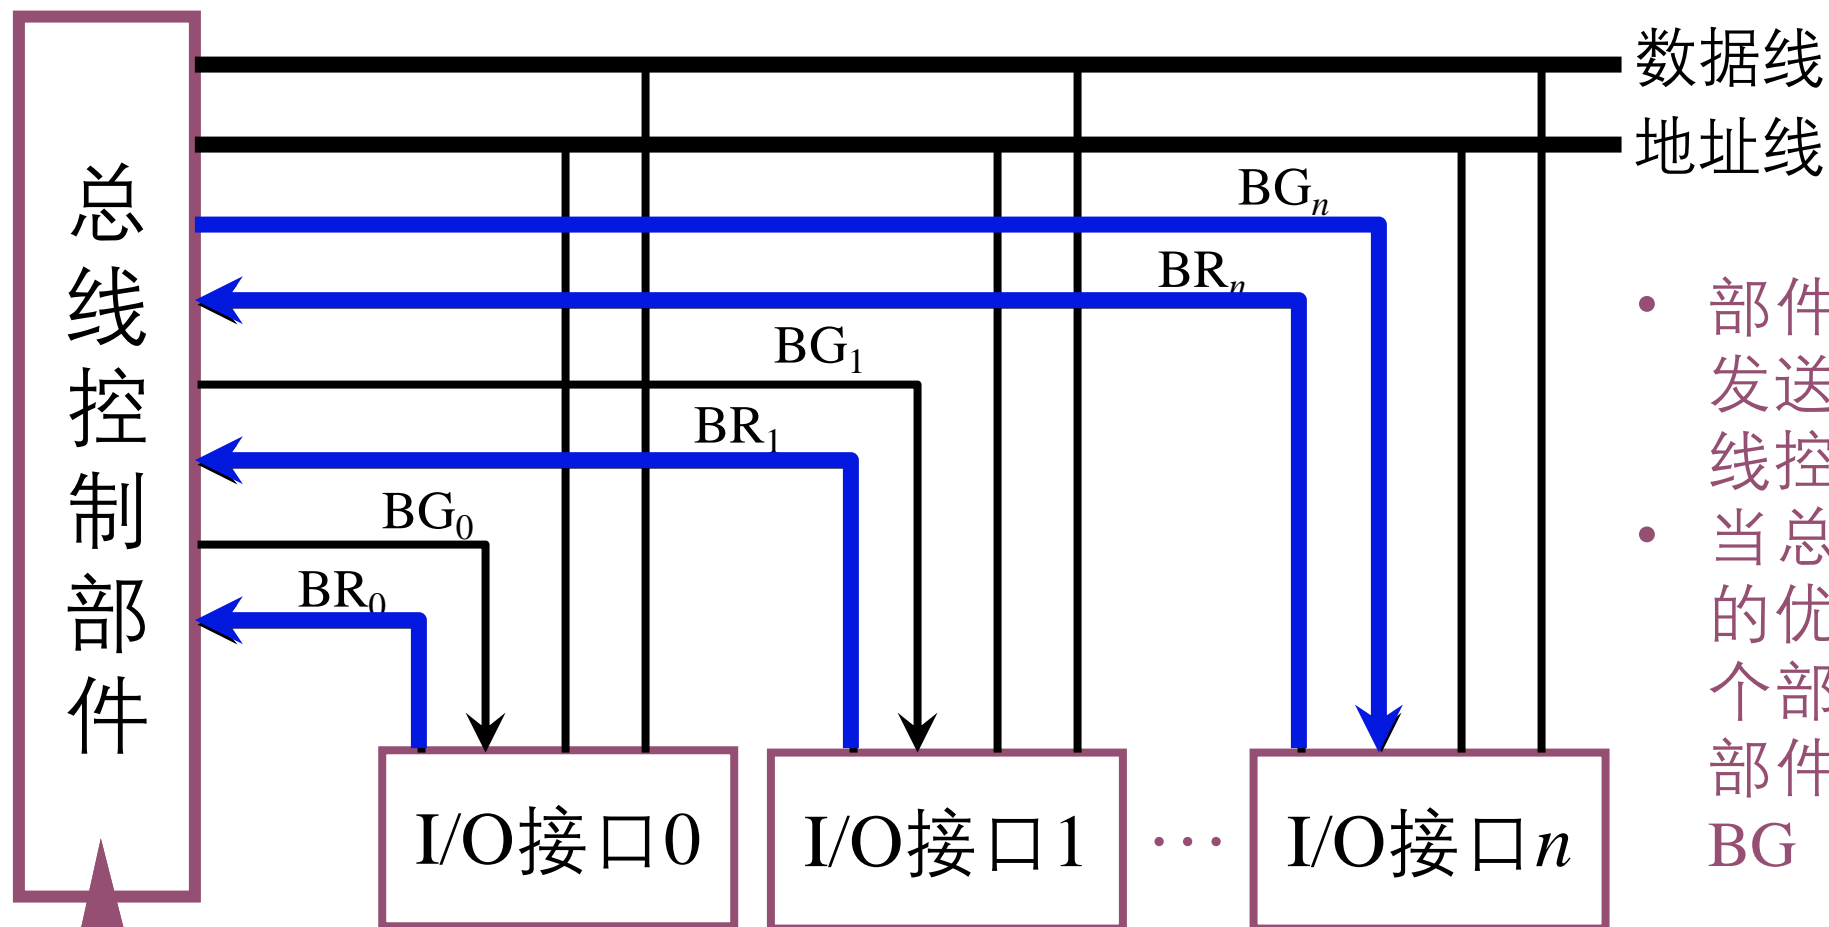 数据线
地址线
总线控制部件
BGn
BRn
BG1
BR1
BG0
BR0
I/O接口0
I/O接口1
…
I/O接口n
• 部件
发送
线控
• 当总
的优
个部
部件
BG